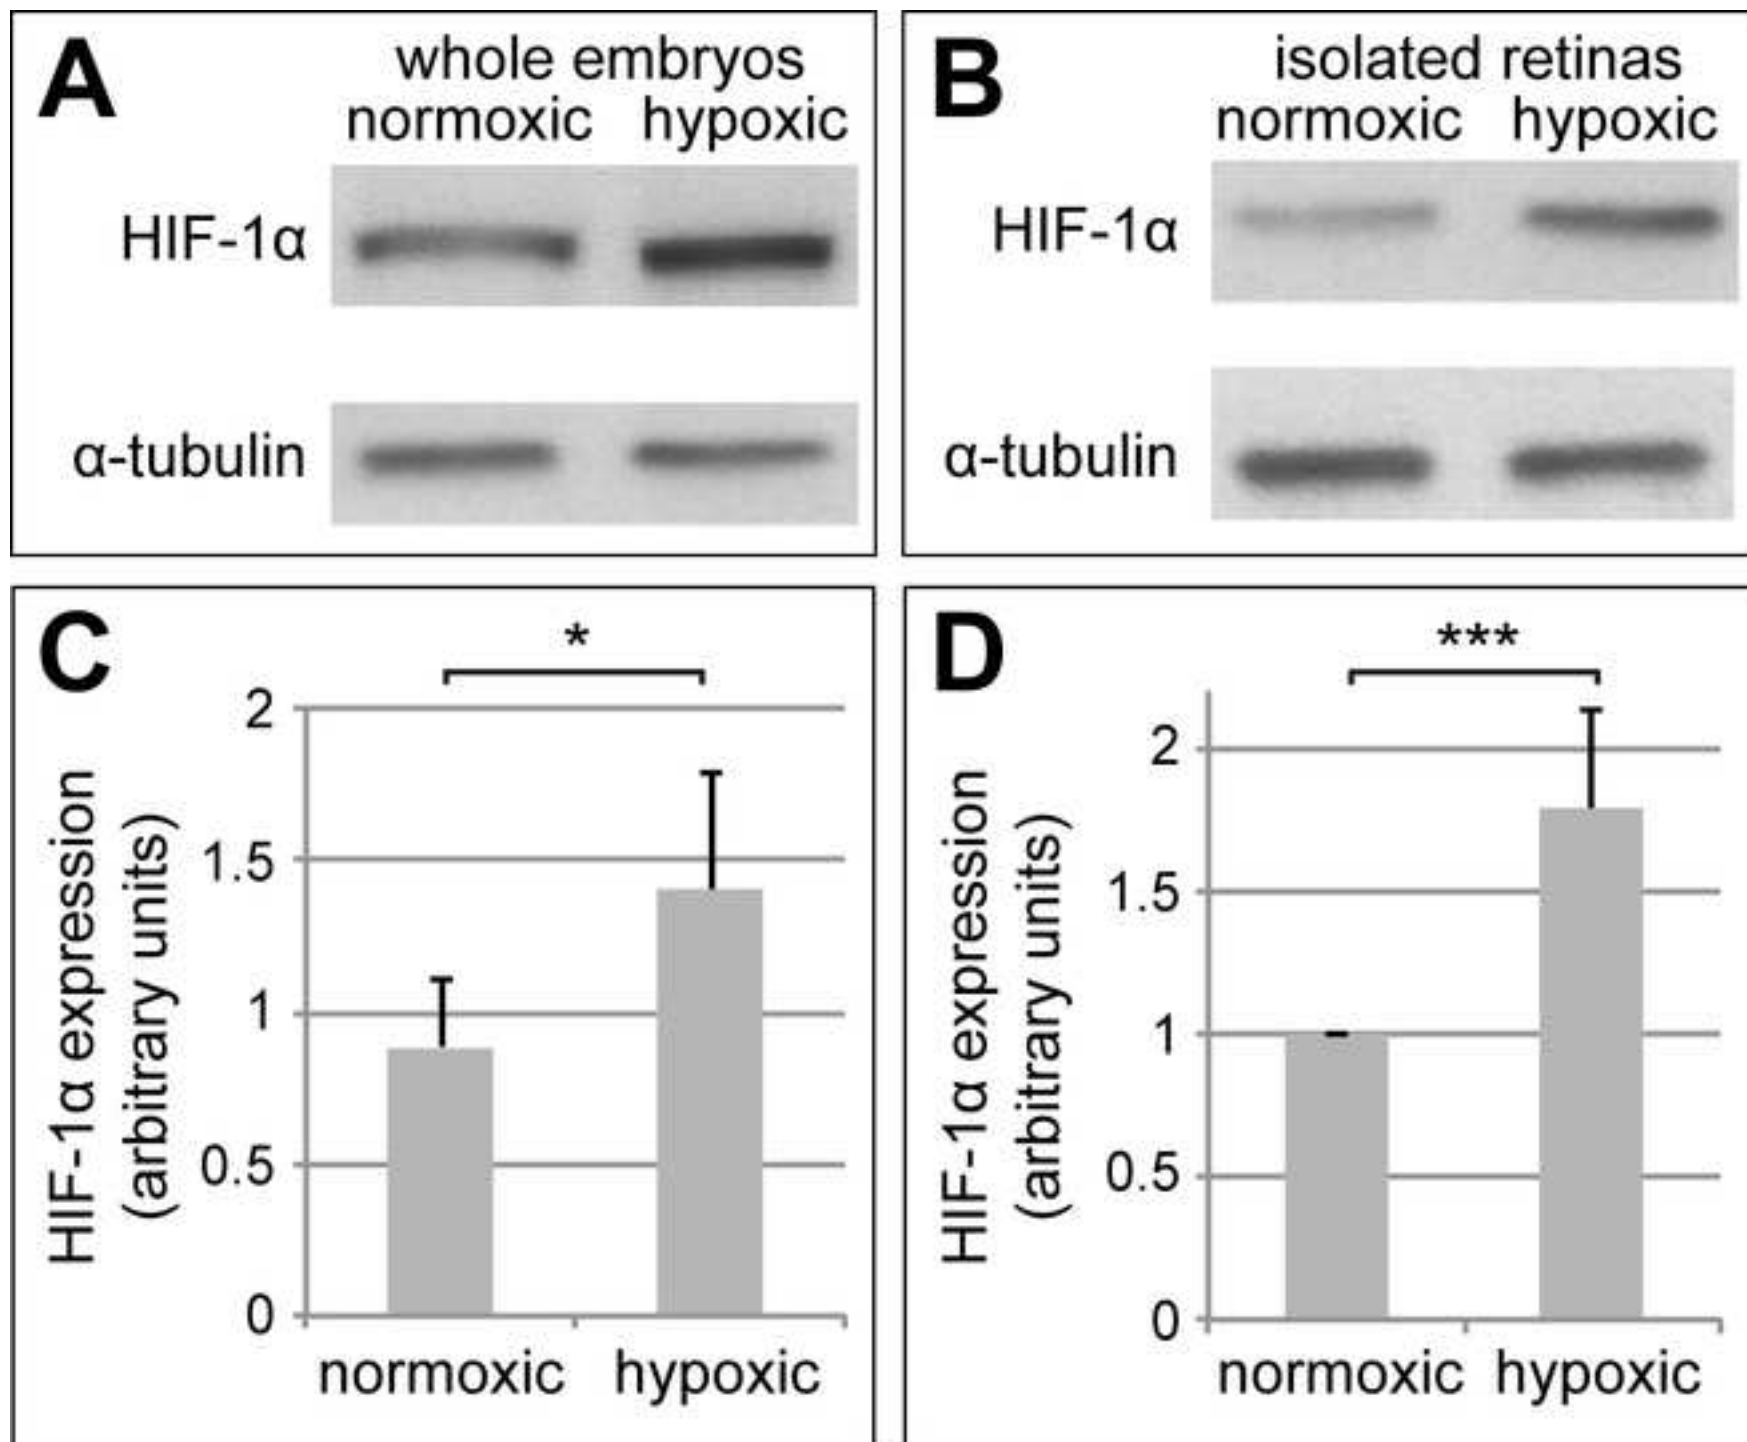 A
whole embryos
normoxic hypoxic
HIF-1α
α-tubulin
B
isolated retinas
normoxic hypoxic
HIF-1α
α-tubulin
C
*
HIF-1α expression
(arbitrary units)
2
1.5
1
0.5
0
normoxic hypoxic
D
***
HIF-1α expression
(arbitrary units)
2
1.5
1
0.5
0
normoxic hypoxic